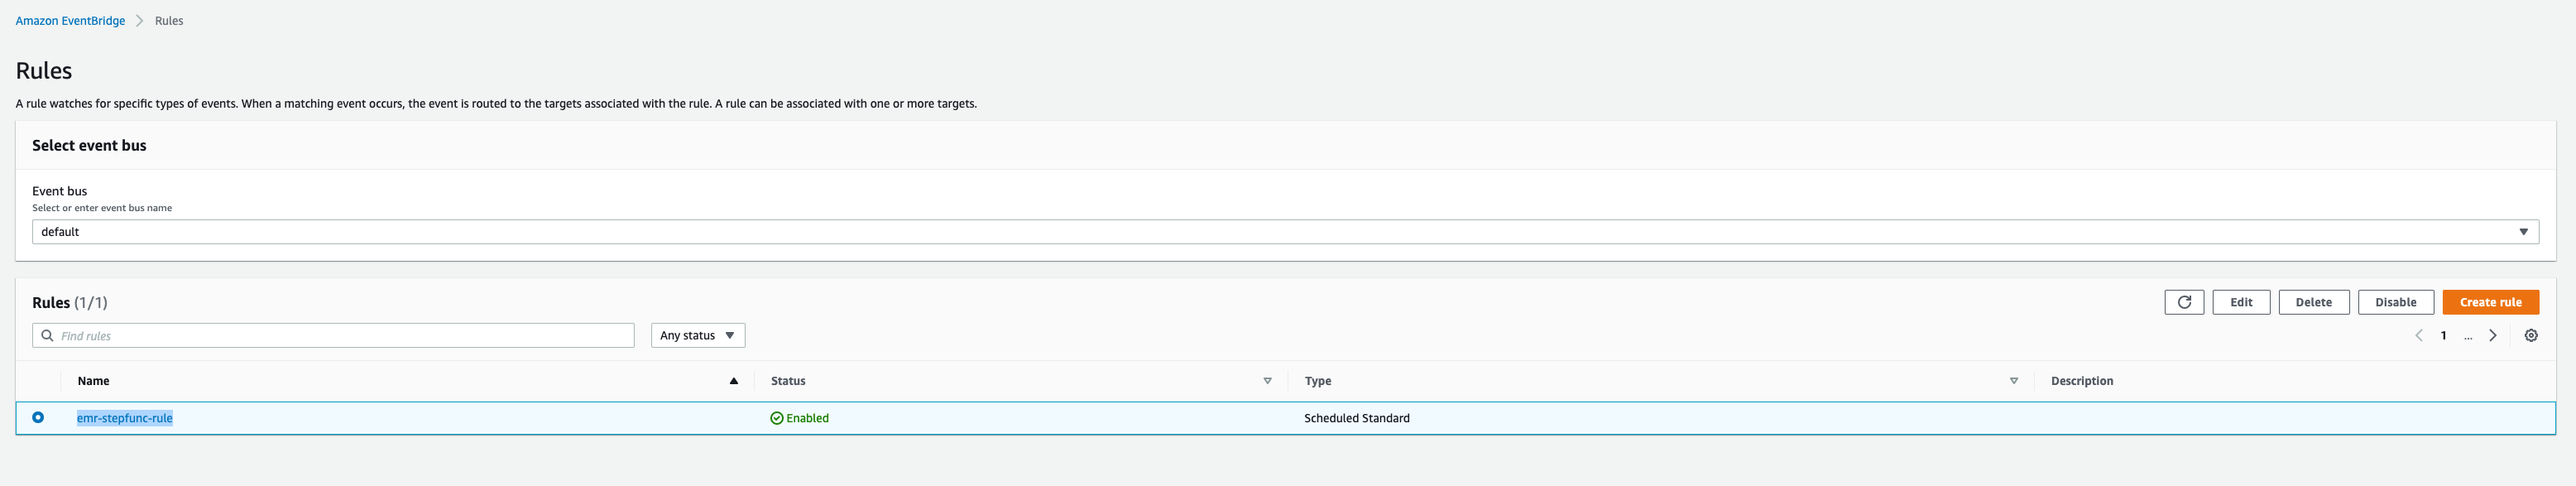 Amazon EventBridge > Rules
Rules
A rule watches for specific types of events. When a matching event occurs, the event is routed to the targets associated with the rule. A rule can be associated with one or more targets.
Select event bus
Event bus
Select or enter event bus name
default
Rules (1/1)
Edit Delete Disable Create rule
Find rules Any status 1 ...
Name Status Type Description
emr-stepfunc-rule Enabled Scheduled Standard